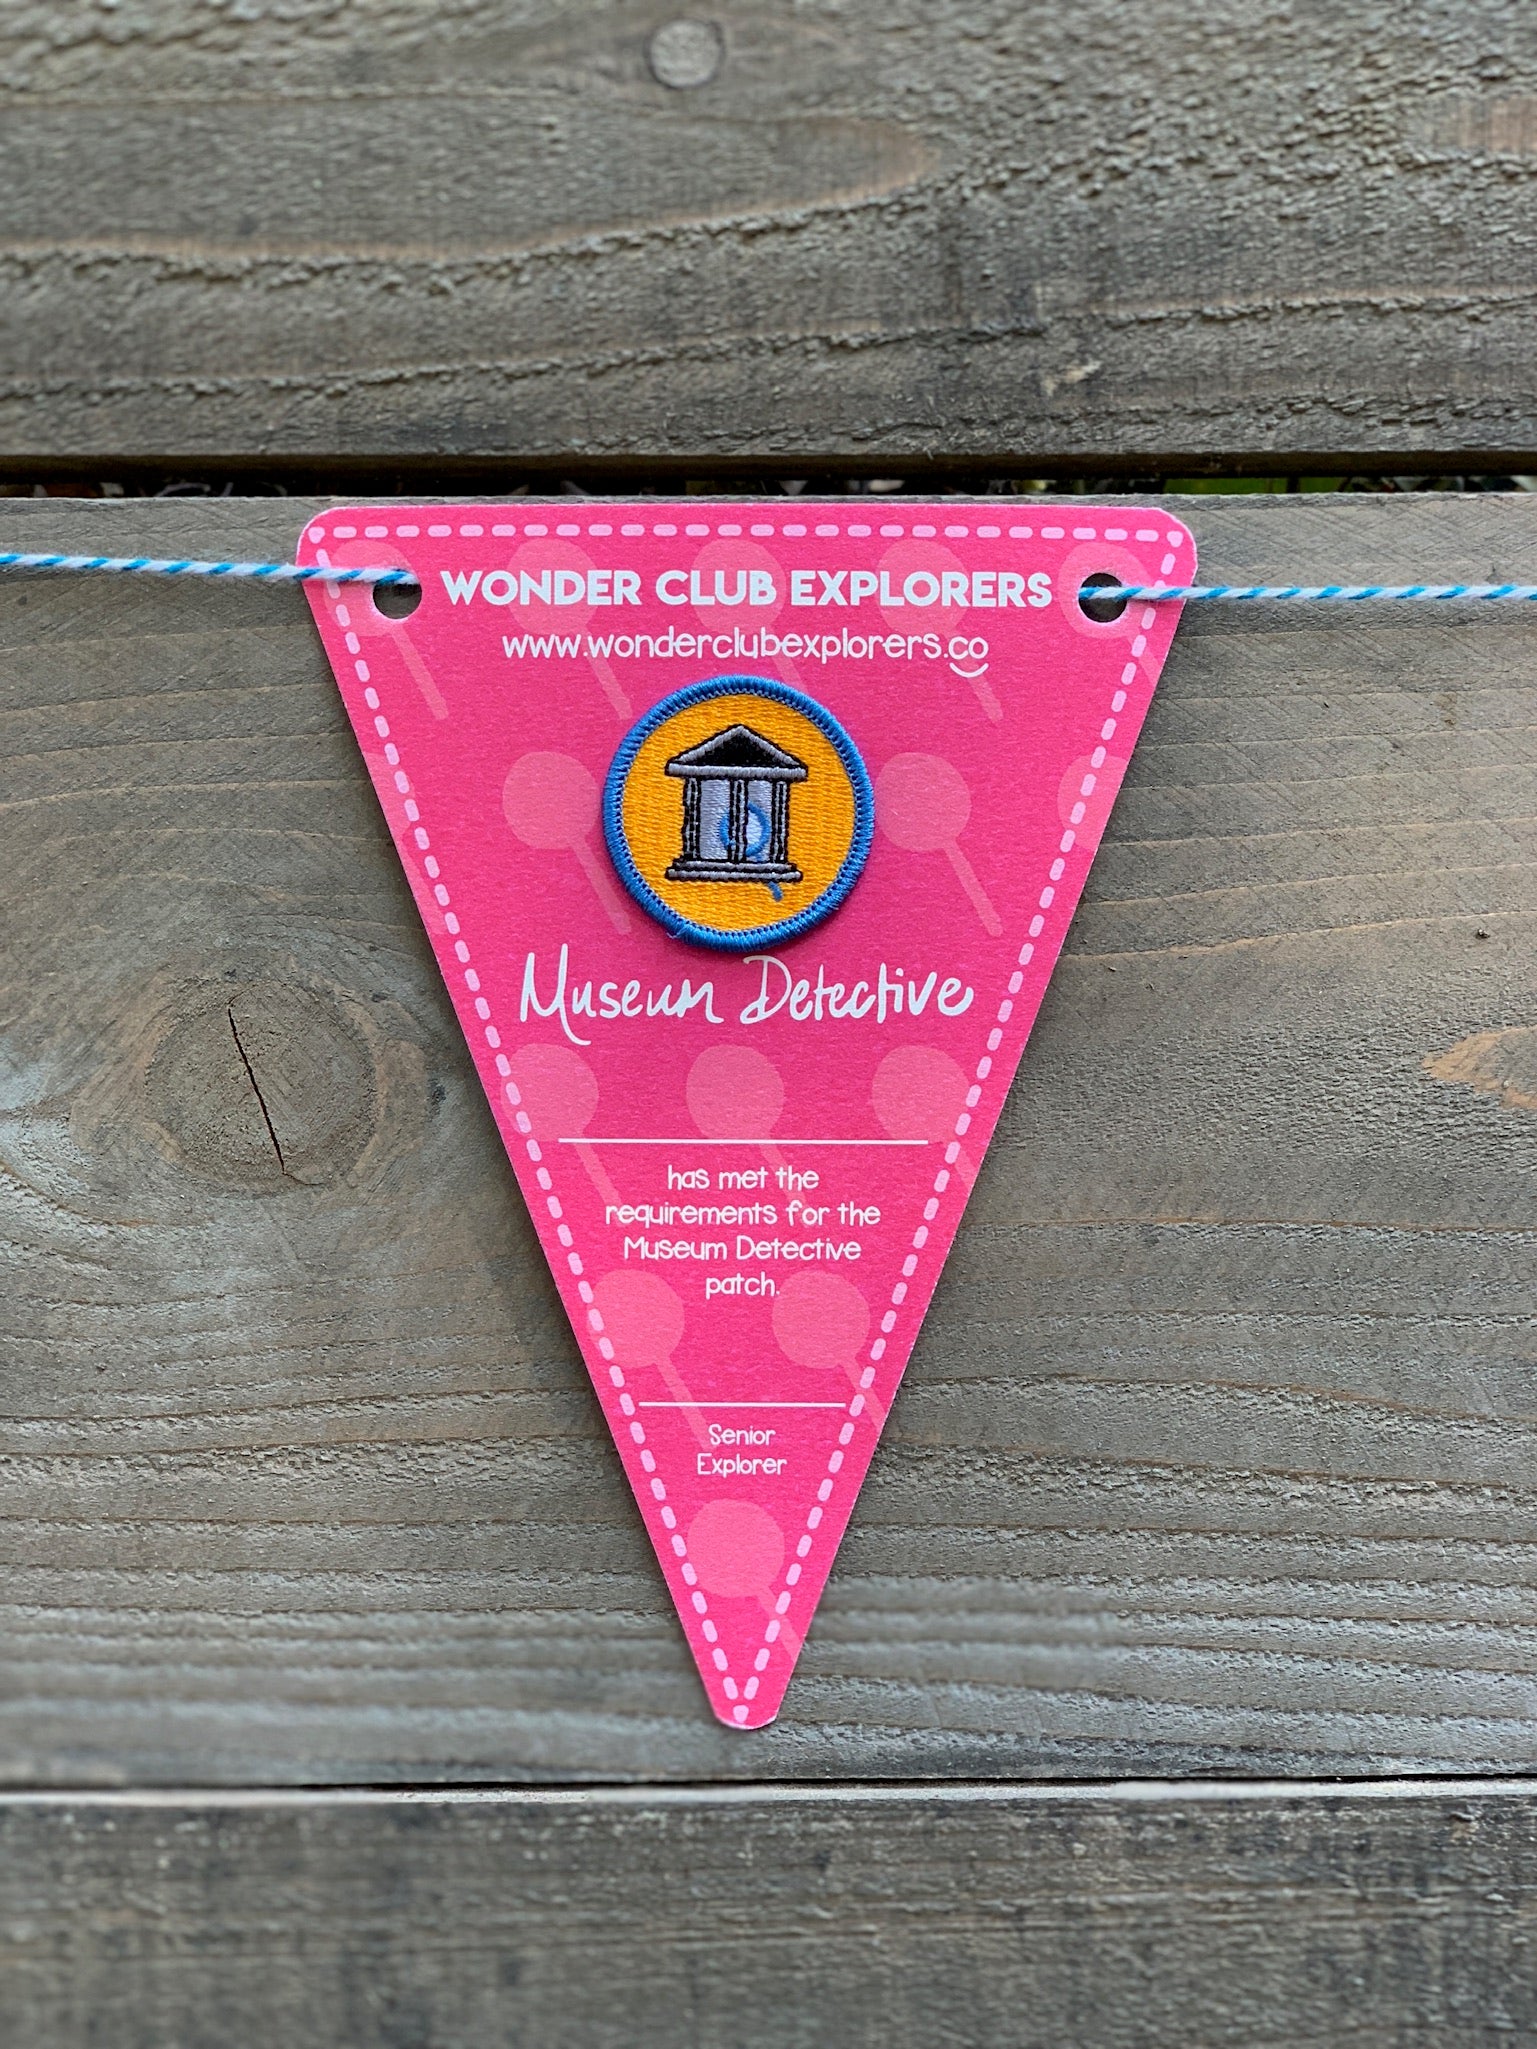 WONDER CLUB EXPLORERS
www.wonderclubexplorers.co
Museum Detective
has met the
requirements for the
Museum Detective
patch.
Senior
Explorer